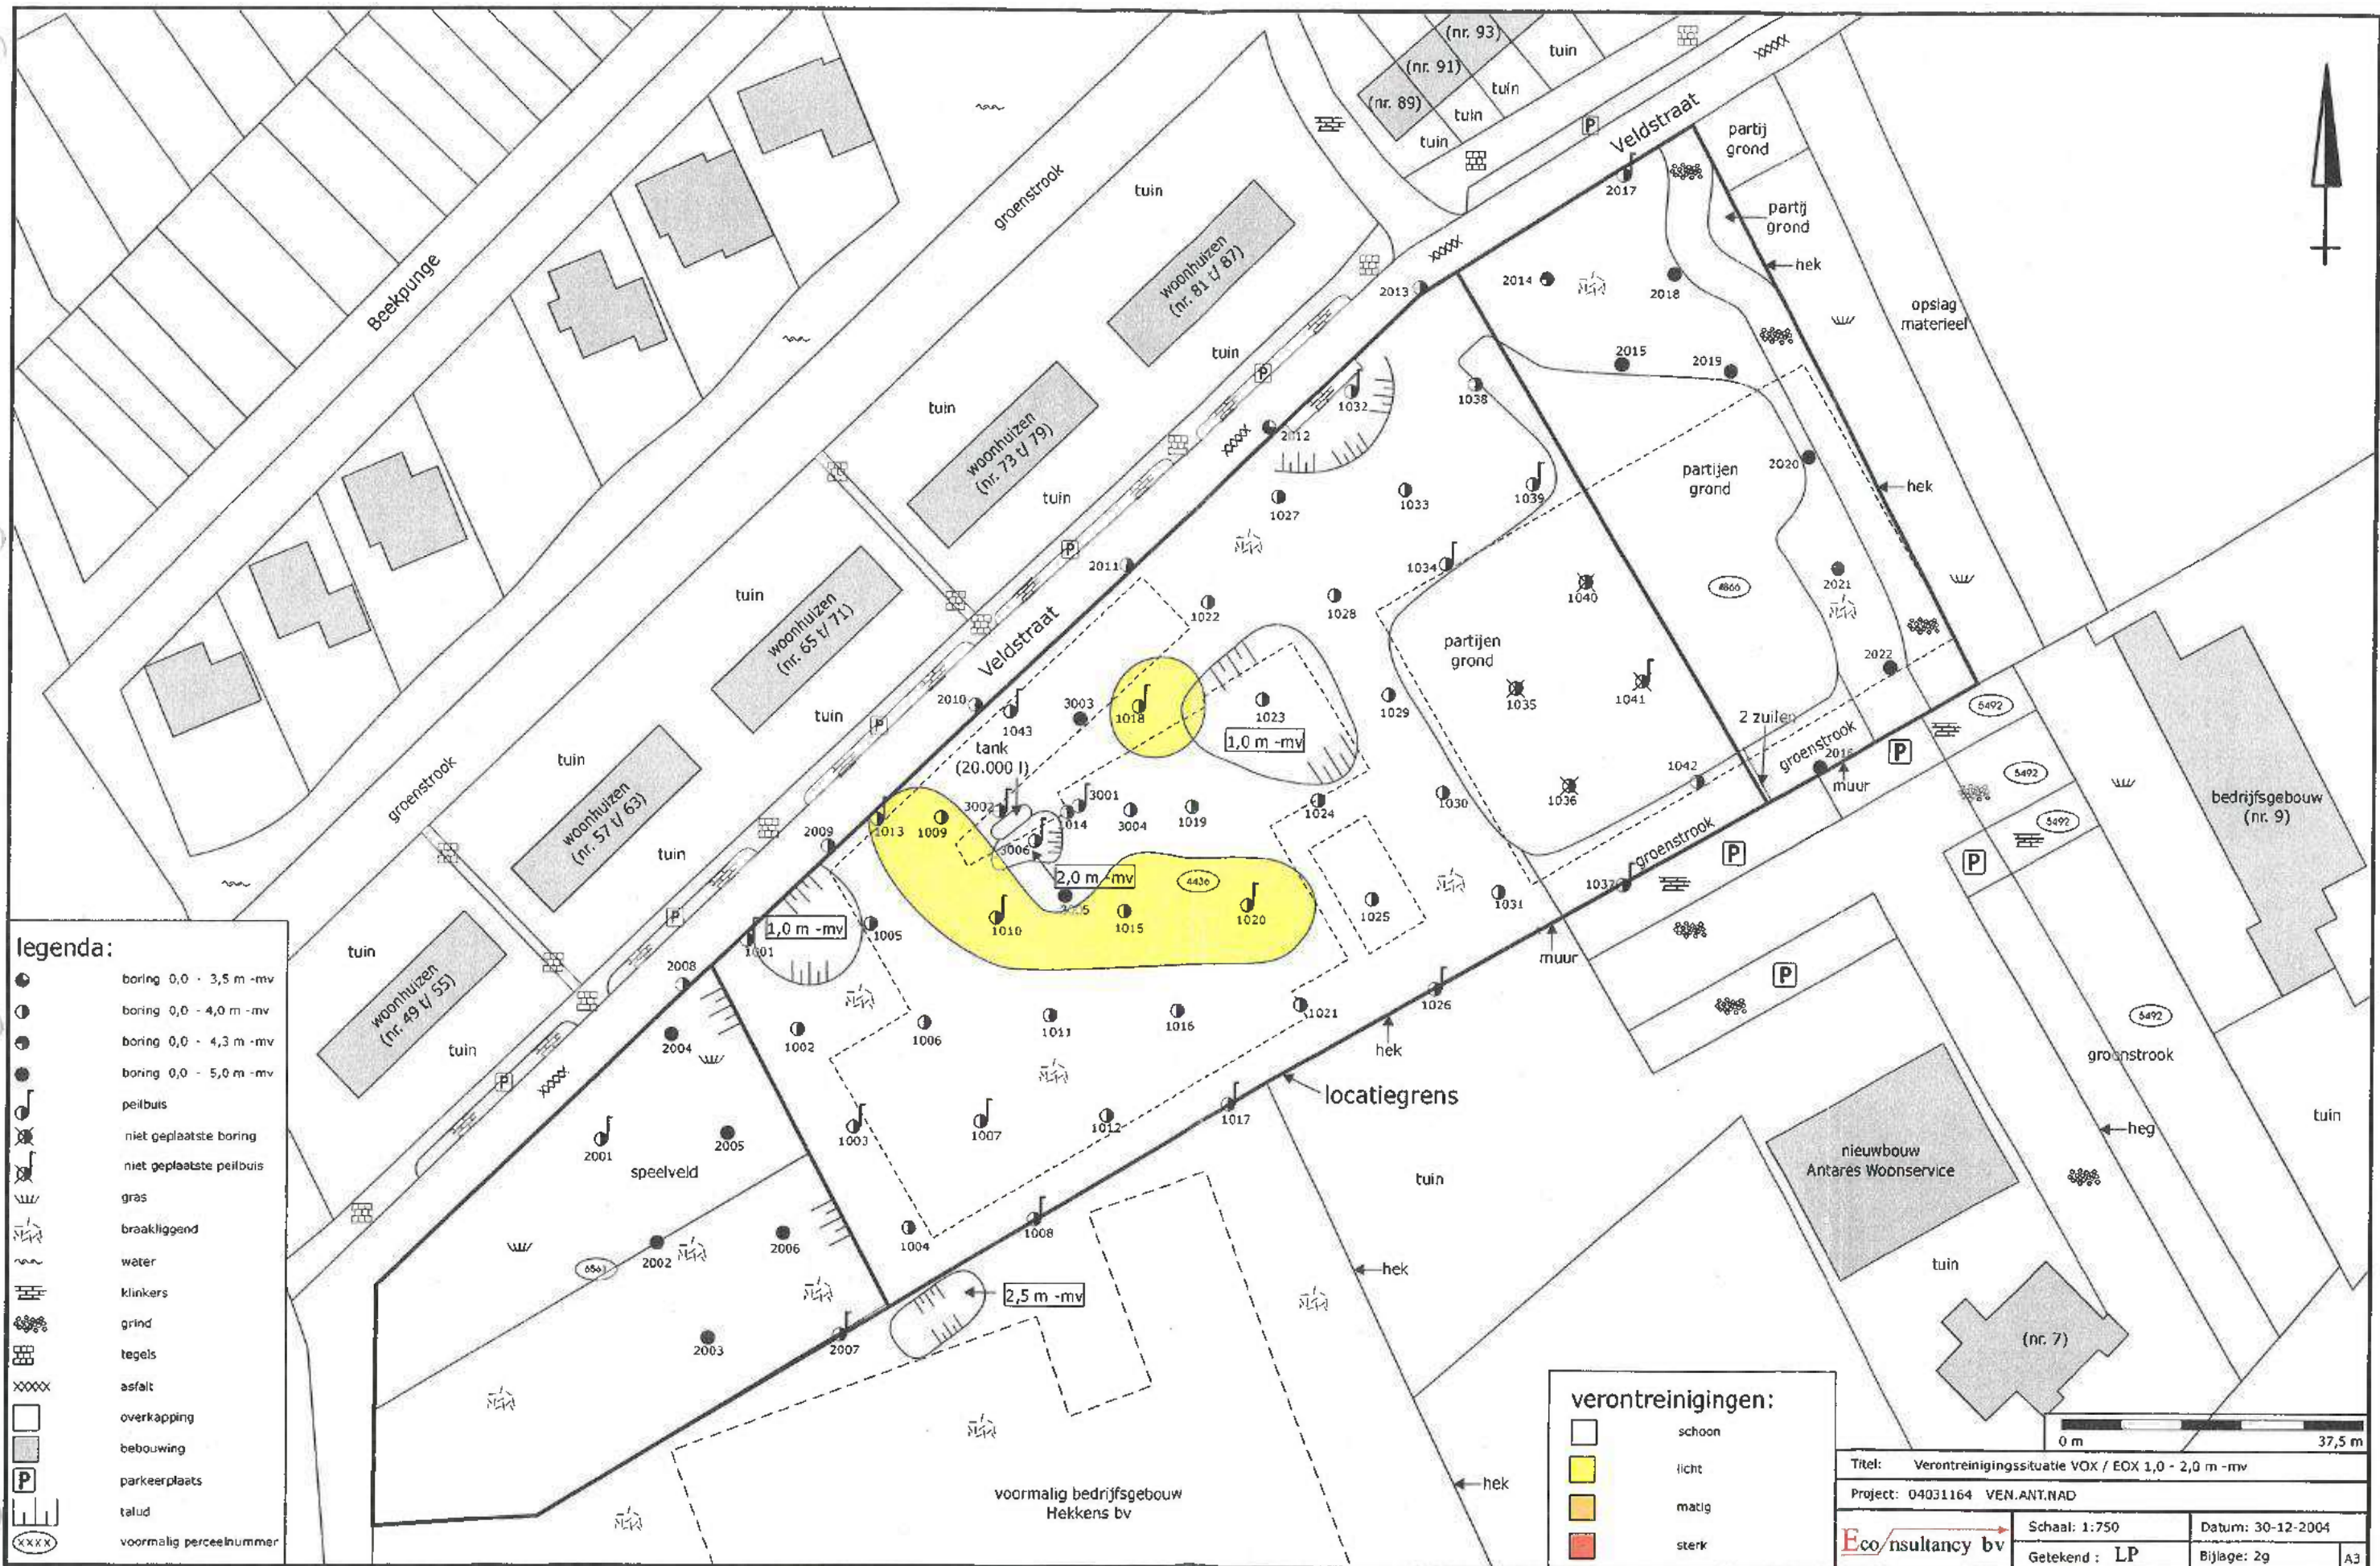 (nr. 93)
(nr. 91)
(nr. 89)
tuin
tuin
tuin
tuin
Veldstraat
P
partij
grond
partij
grond
hek
opslag
materieel
tuin
groenstrook
Beekpunge
woonhuizen
(nr. 81 t/ 87)
tuin
P
woonhuizen
(nr. 73 t/ 79)
tuin
tuin
P
woonhuizen
(nr. 65 t/ 71)
tuin
tuin
P
Veldstraat
groenstrook
woonhuizen
(nr. 57 t/ 63)
tuin
tuin
P
woonhuizen
(nr. 49 t/ 55)
tuin
tuin
P
2017
2013
2014
2018
2015
2019
1032
1038
2012
2020
partijen
grond
hek
1027
1033
1039
2011
1034
1022
1028
1040
4866
2021
partijen
grond
2022
2010
1043
3003
1018
1023
1,0 m -mv
1029
1035
1041
2 zuilen
groenstrook
2016
muur
P
5492
5492
5492
P
bedrijfsgebouw
(nr. 9)
tank
(20.000 l)
3002
3001
1014
3004
1019
1024
1030
1036
1042
2009
1013
1009
3006
2,0 m -mv
4436
groenstrook
P
1037
1001
1,0 m -mv
1005
1010
1015
1020
1025
1031
muur
P
2008
2004
1002
1006
1011
1016
1021
1026
hek
locatiegrens
5492
groenstrook
heg
tuin
2001
2005
speelveld
1003
1007
1012
1017
tuin
nieuwbouw
Antares Woonservice
tuin
2002
2006
1004
1008
hek
2,5 m -mv
2003
2007
(nr. 7)
voormalig bedrijfsgebouw
Hekkens bv
hek
legenda:
boring 0,0 - 3,5 m -mv
boring 0,0 - 4,0 m -mv
boring 0,0 - 4,3 m -mv
boring 0,0 - 5,0 m -mv
peilbuis
niet geplaatste boring
niet geplaatste peilbuis
gras
braakliggend
water
klinkers
grind
tegels
xxxxx asfalt
overkapping
bebouwing
P parkeerplaats
talud
xxxx voormalig perceelnummer
verontreinigingen:
schoon
licht
matig
sterk
0 m 37,5 m
Titel: Verontreinigingssituatie VOX / EOX 1,0 - 2,0 m -mv
Project: 04031164 VEN.ANT.NAD
Eco/nsultancy bv
Schaal: 1:750
Datum: 30-12-2004
Getekend : LP
Bijlage: 2g
A3